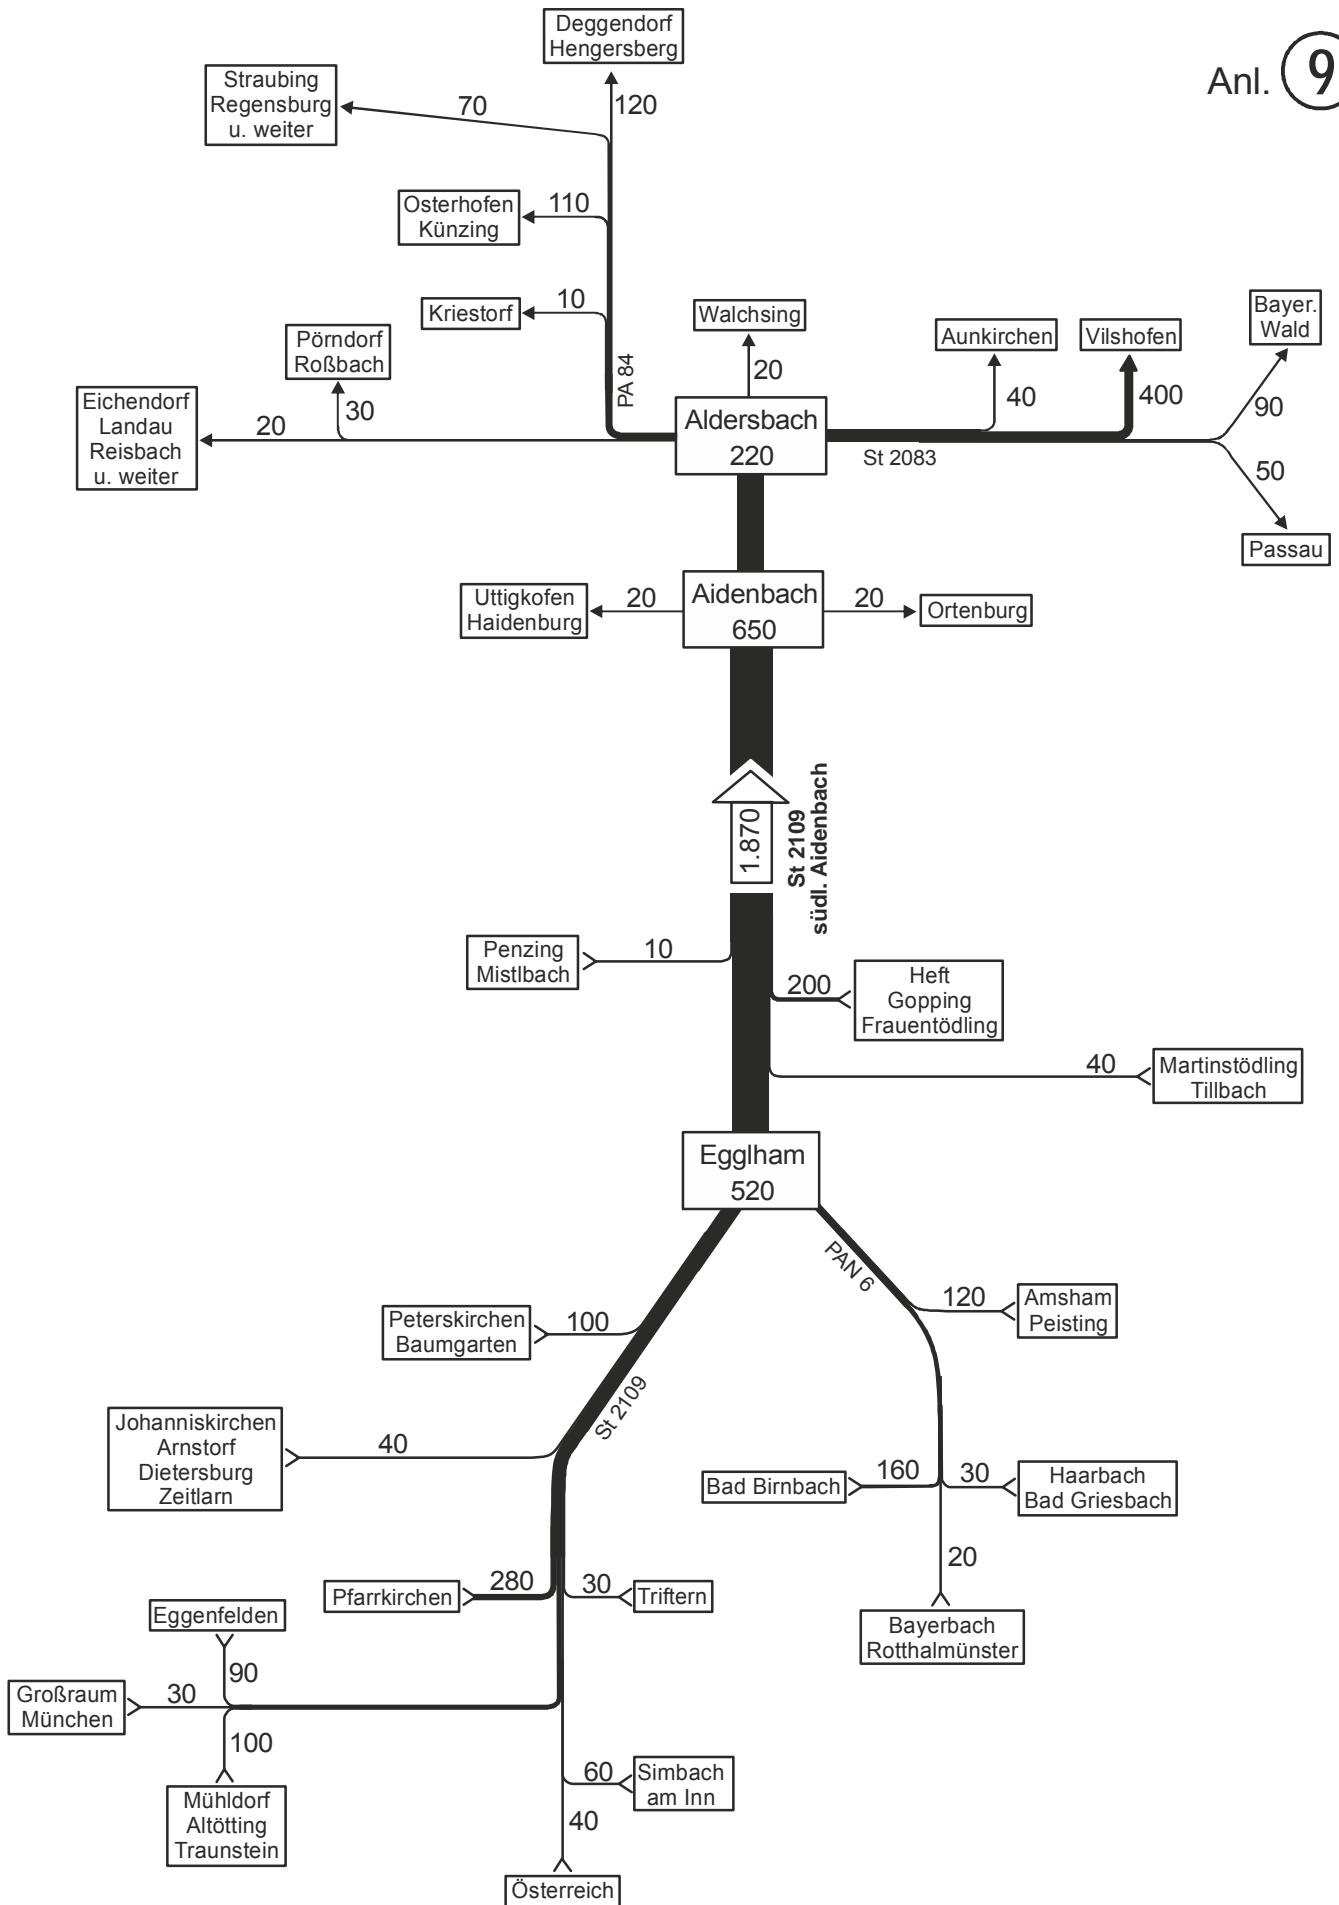 Deggendorf
Hengersberg
Anl. 9
Straubing
Regensburg
u. weiter
70
120
Osterhofen
Künzing
110
Kriestorf
10
Walchsing
20
Aunkirchen
40
Vilshofen
400
Bayer.
Wald
90
Pörndorf
Roßbach
30
PA 84
Eichendorf
Landau
Reisbach
u. weiter
20
Aldersbach
220
St 2083
50
Passau
Uttigkofen
Haidenburg
20
Aidenbach
650
20
Ortenburg
1.870
St 2109
südl. Aidenbach
Penzing
Mistlbach
10
200
Heft
Gopping
Frauentödling
40
Martinstödling
Tillbach
Egglham
520
PAN 6
Peterskirchen
Baumgarten
100
120
Amsham
Peisting
St 2109
Johanniskirchen
Arnstorf
Dietersburg
Zeitlarn
40
Bad Birnbach
160
30
Haarbach
Bad Griesbach
20
Bayerbach
Rotthalmünster
Pfarrkirchen
280
30
Triftern
Eggenfelden
90
Großraum
München
30
100
Mühldorf
Altötting
Traunstein
60
Simbach
am Inn
40
Österreich